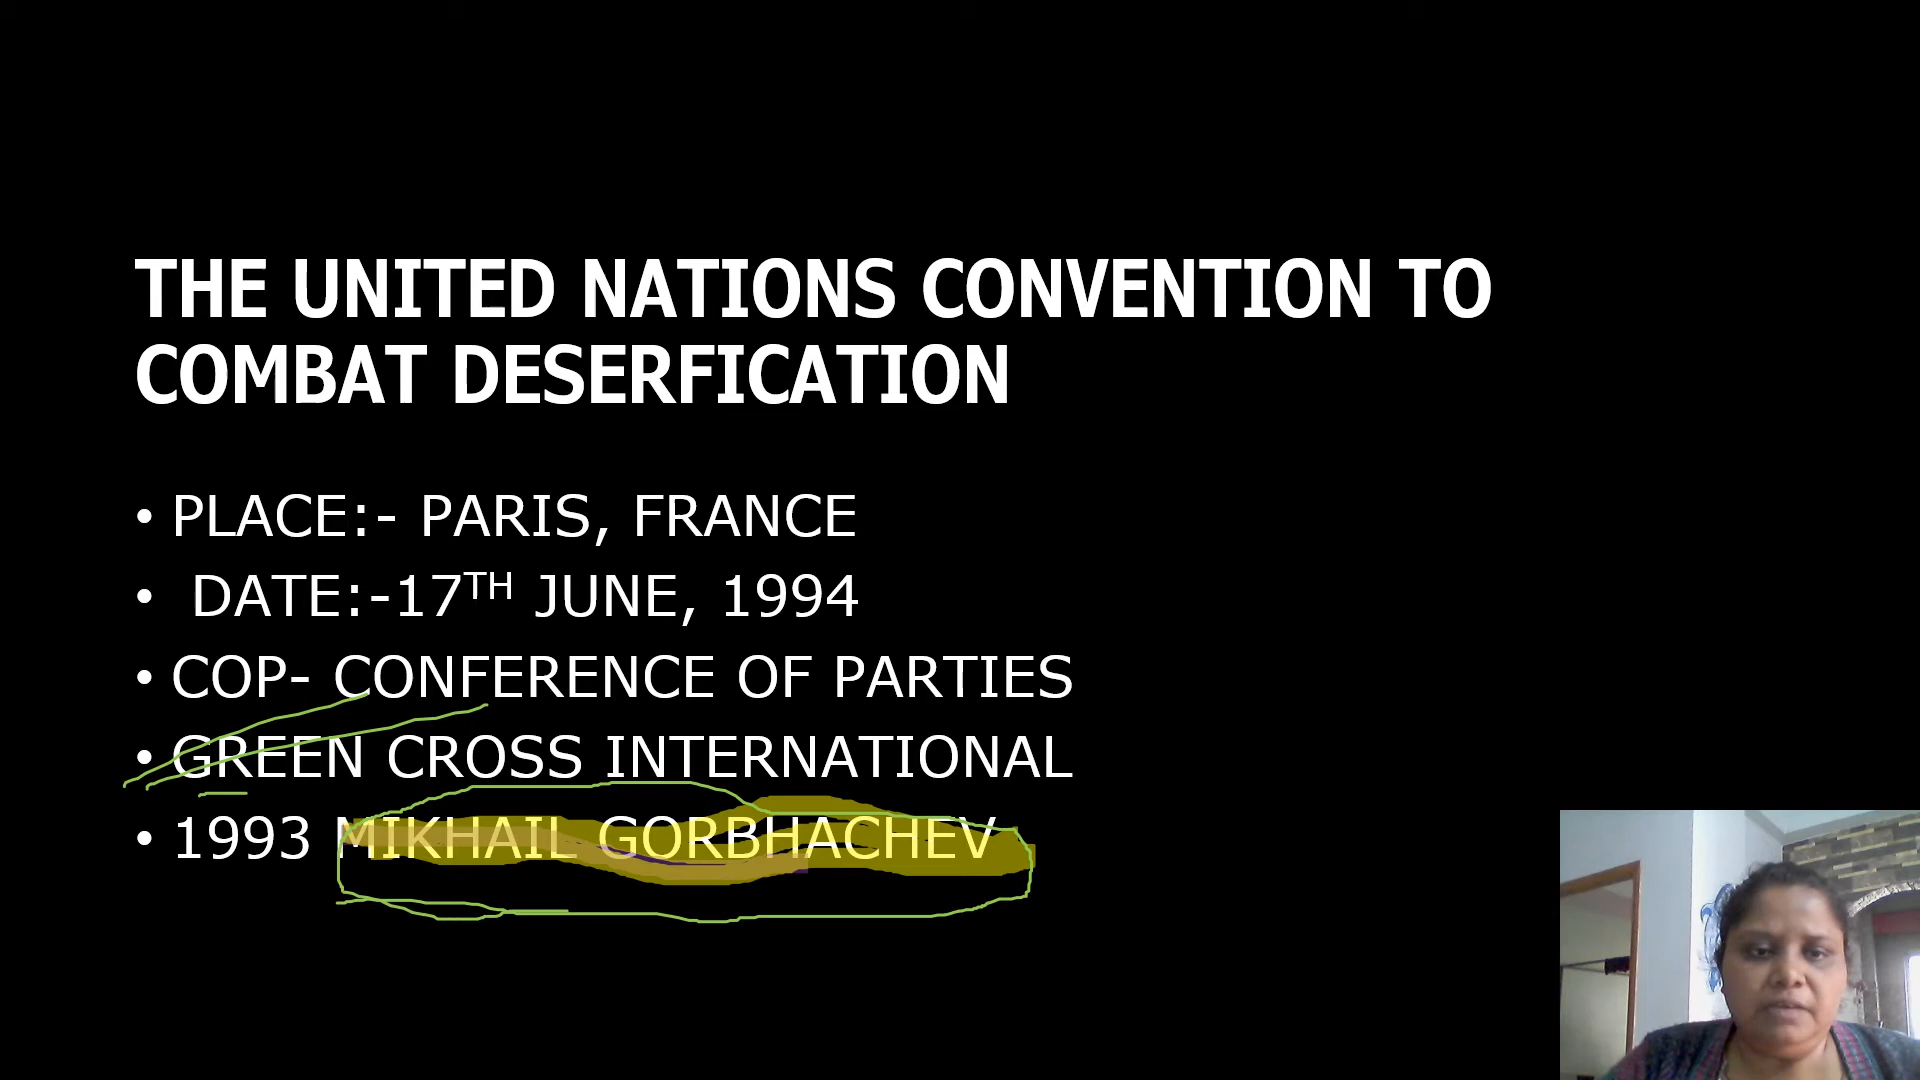 THE UNITED NATIONS CONVENTION TO
COMBAT DESERFICATION
• PLACE:- PARIS, FRANCE
• DATE:-17TH JUNE, 1994
• COP- CONFERENCE OF PARTIES
• GREEN CROSS INTERNATIONAL
• 1993 MIKHAIL GORBHACHEV